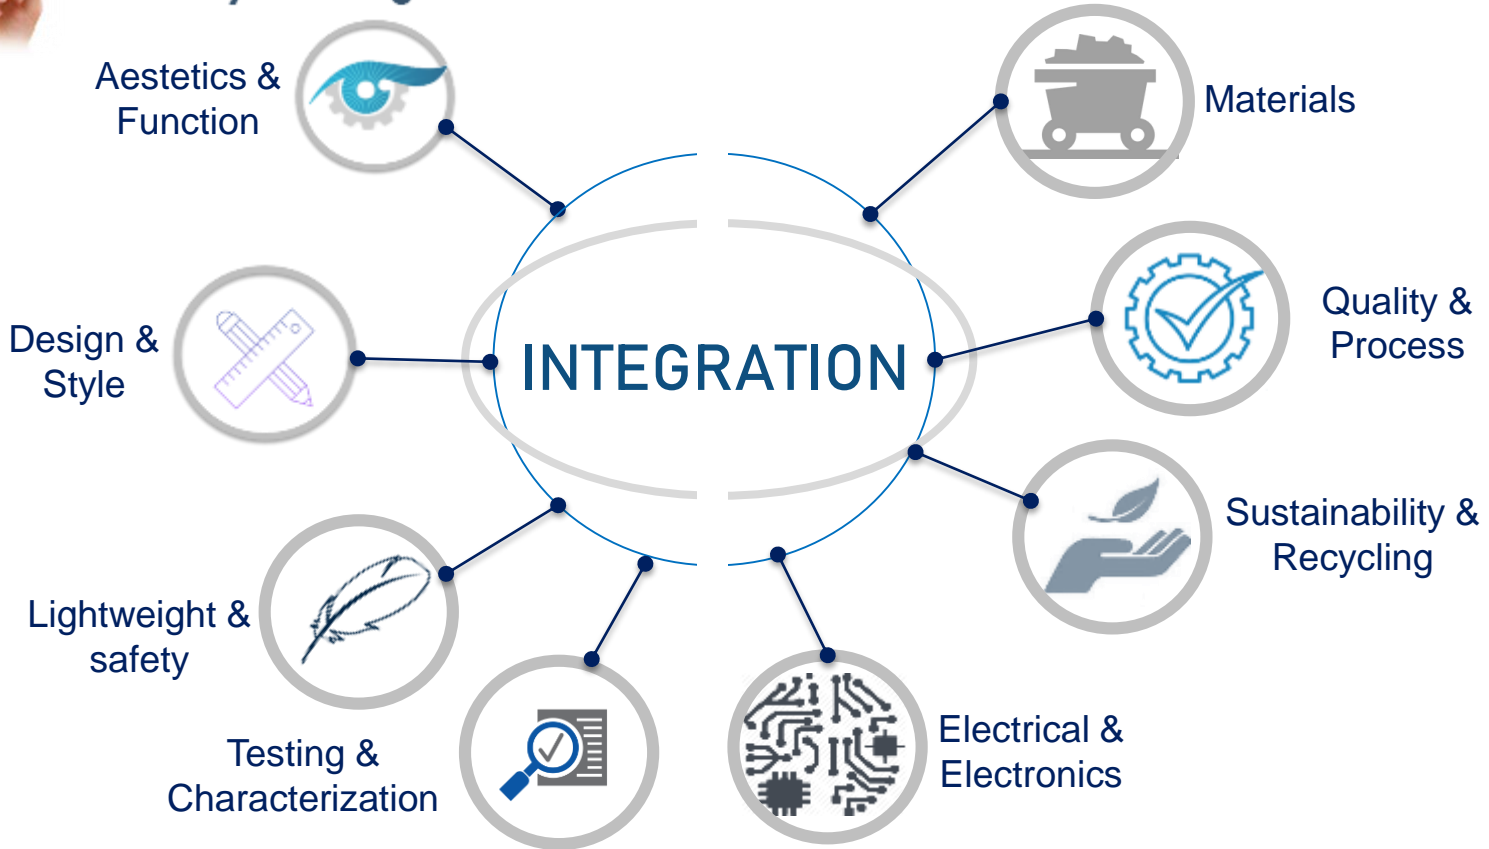 Aestetics &
Function
Materials
Design &
Style
INTEGRATION
Quality &
Process
Lightweight &
safety
Sustainability &
Recycling
Testing &
Characterization
Electrical &
Electronics